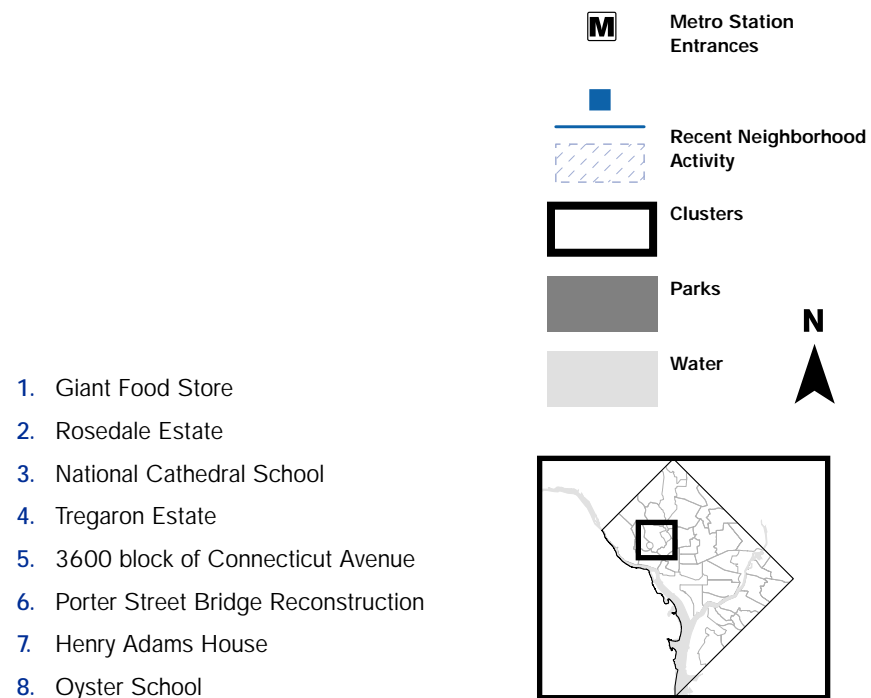 M
Metro Station
Entrances
Recent Neighborhood
Activity
Clusters
Parks
N
Water
1. Giant Food Store
2. Rosedale Estate
3. National Cathedral School
4. Tregaron Estate
5. 3600 block of Connecticut Avenue
6. Porter Street Bridge Reconstruction
7. Henry Adams House
8. Oyster School